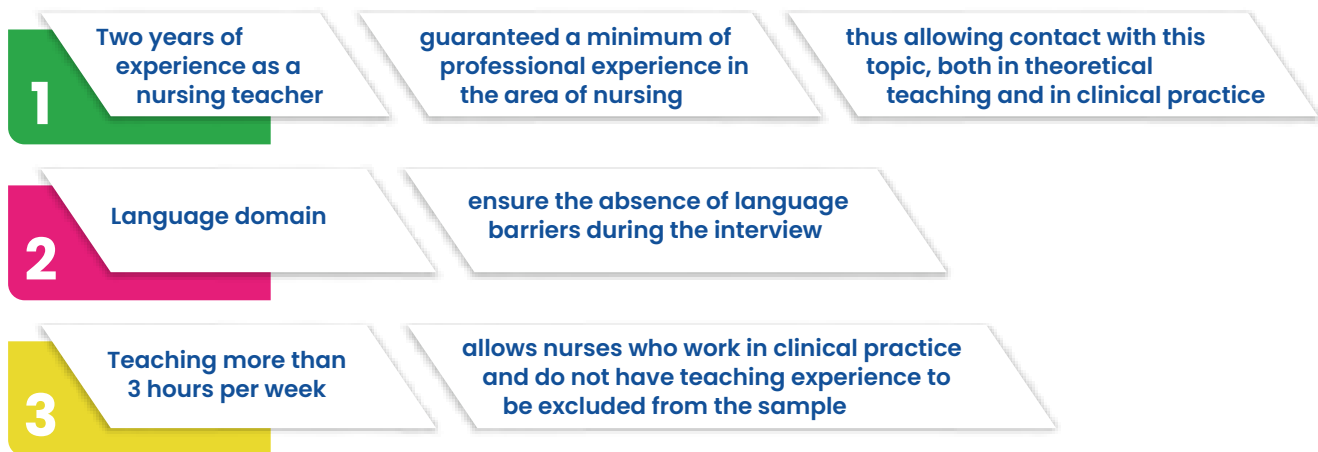 1
Two years of
experience as a
nursing teacher
guaranteed a minimum of
professional experience in
the area of nursing
thus allowing contact with this
topic, both in theoretical
teaching and in clinical practice
2
Language domain
ensure the absence of language
barriers during the interview
3
Teaching more than
3 hours per week
allows nurses who work in clinical practice
and do not have teaching experience to
be excluded from the sample